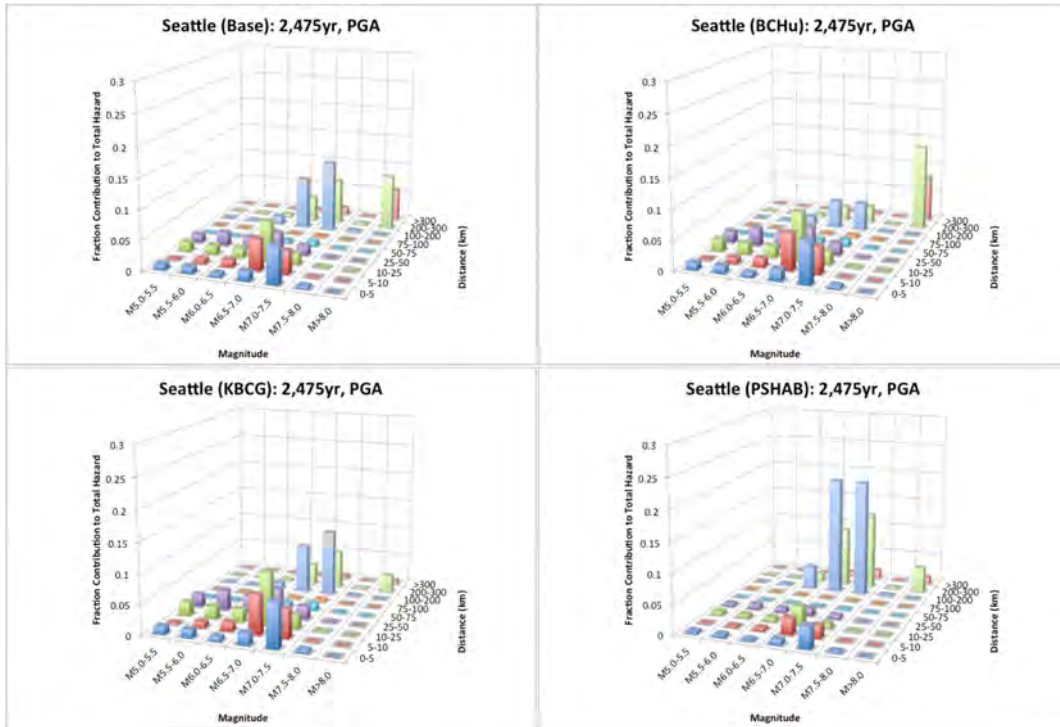 Seattle (Base): 2,475yr, PGA
Fraction Contribution to Total Hazard
0.3
0.25
0.2
0.15
0.1
0.05
0
M5.0-5.5
M5.5-6.0
M6.0-6.5
M6.5-7.0
M7.0-7.5
M7.5-8.0
M>8.0
Magnitude
>300
200-300
100-200
75-100
50-75
25-50
10-25
5-10
0-5
Distance (km)
Seattle (BCHu): 2,475yr, PGA
Fraction Contribution to Total Hazard
0.3
0.25
0.2
0.15
0.1
0.05
0
M5.0-5.5
M5.5-6.0
M6.0-6.5
M6.5-7.0
M7.0-7.5
M7.5-8.0
M>8.0
Magnitude
>300
200-300
100-200
75-100
50-75
25-50
10-25
5-10
0-5
Distance (km)
Seattle (KBCG): 2,475yr, PGA
Fraction Contribution to Total Hazard
0.3
0.25
0.2
0.15
0.1
0.05
0
M5.0-5.5
M5.5-6.0
M6.0-6.5
M6.5-7.0
M7.0-7.5
M7.5-8.0
M>8.0
Magnitude
>300
200-300
100-200
75-100
50-75
25-50
10-25
5-10
0-5
Distance (km)
Seattle (PSHAB): 2,475yr, PGA
Fraction Contribution to Total Hazard
0.3
0.25
0.2
0.15
0.1
0.05
0
M5.0-5.5
M5.5-6.0
M6.0-6.5
M6.5-7.0
M7.0-7.5
M7.5-8.0
M>8.0
Magnitude
>300
200-300
100-200
75-100
50-75
25-50
10-25
5-10
0-5
Distance (km)